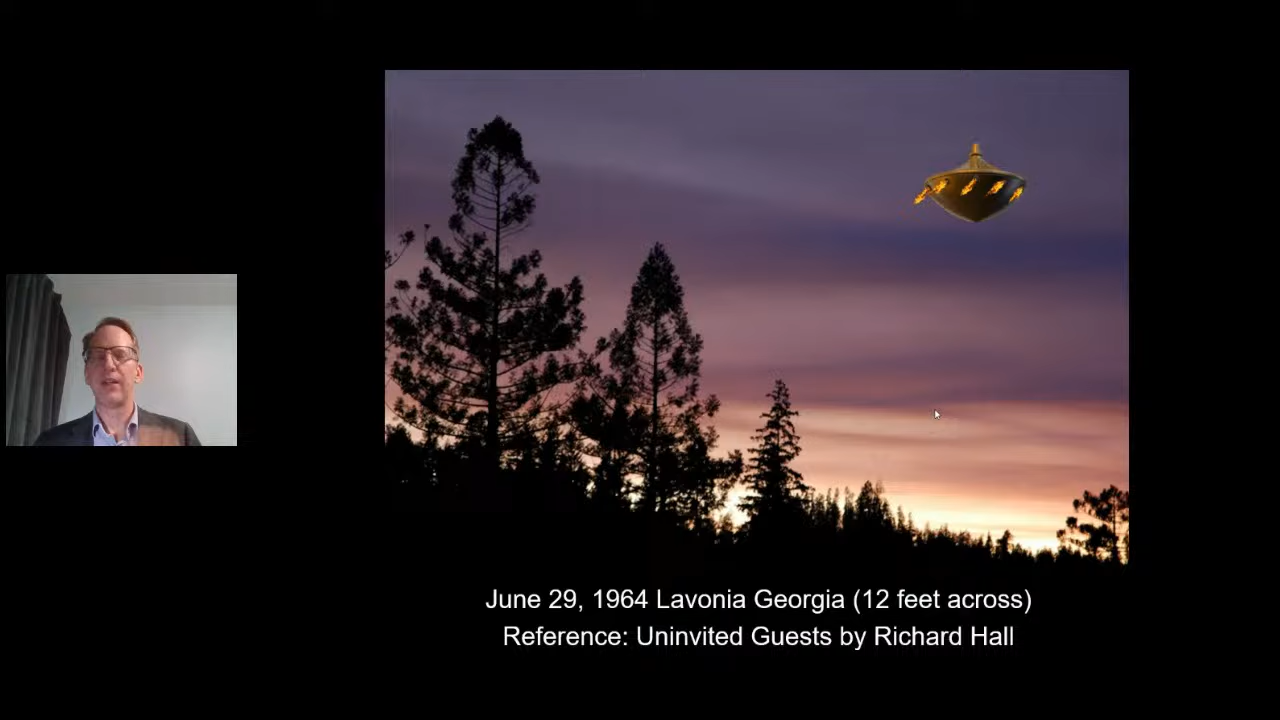 June 29, 1964 Lavonia Georgia (12 feet across)
Reference: Uninvited Guests by Richard Hall